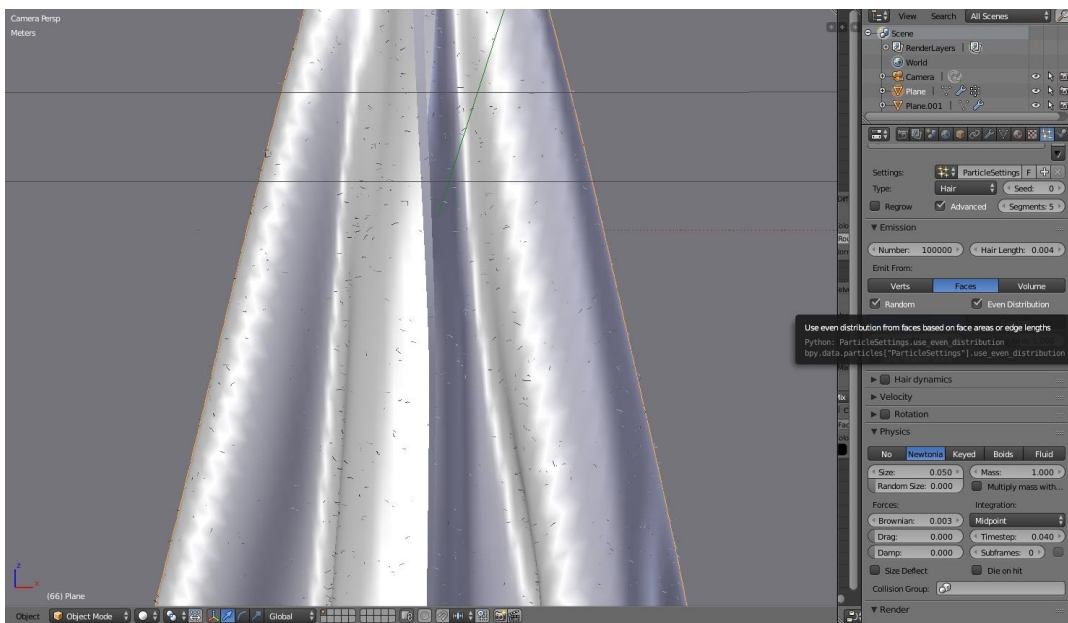 Camera Persp
Meters
(66) Plane
Object
Object Mode
Global
View Search All Scenes
Scene
RenderLayers
World
Camera
Plane
Plane.001
Settings: ParticleSettings F
Type: Hair Seed: 0
Regrow Advanced Segments: 5
Emission
Number: 100000 Hair Length: 0.004
Emit From:
Verts Faces Volume
Random Even Distribution
Use even distribution from faces based on face areas or edge lengths
Python: ParticleSettings.use_even_distribution
bpy.data.particles["ParticleSettings"].use_even_distribution
Hair dynamics
Velocity
Rotation
Physics
No Newtonia Keyed Boids Fluid
Size: 0.050 Mass: 1.000
Random Size: 0.000 Multiply mass with...
Forces: Integration:
Brownian: 0.003 Midpoint
Drag: 0.000 Timestep: 0.040
Damp: 0.000 Subframes: 0
Size Deflect Die on hit
Collision Group:
Render